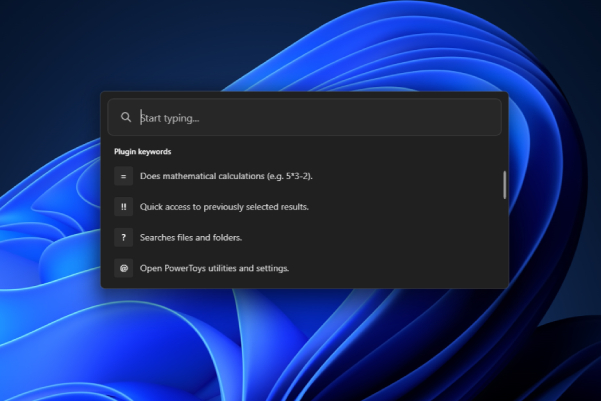 Start typing...
Plugin keywords
= Does mathematical calculations (e.g. 5*3-2).
!! Quick access to previously selected results.
? Searches files and folders.
@ Open PowerToys utilities and settings.